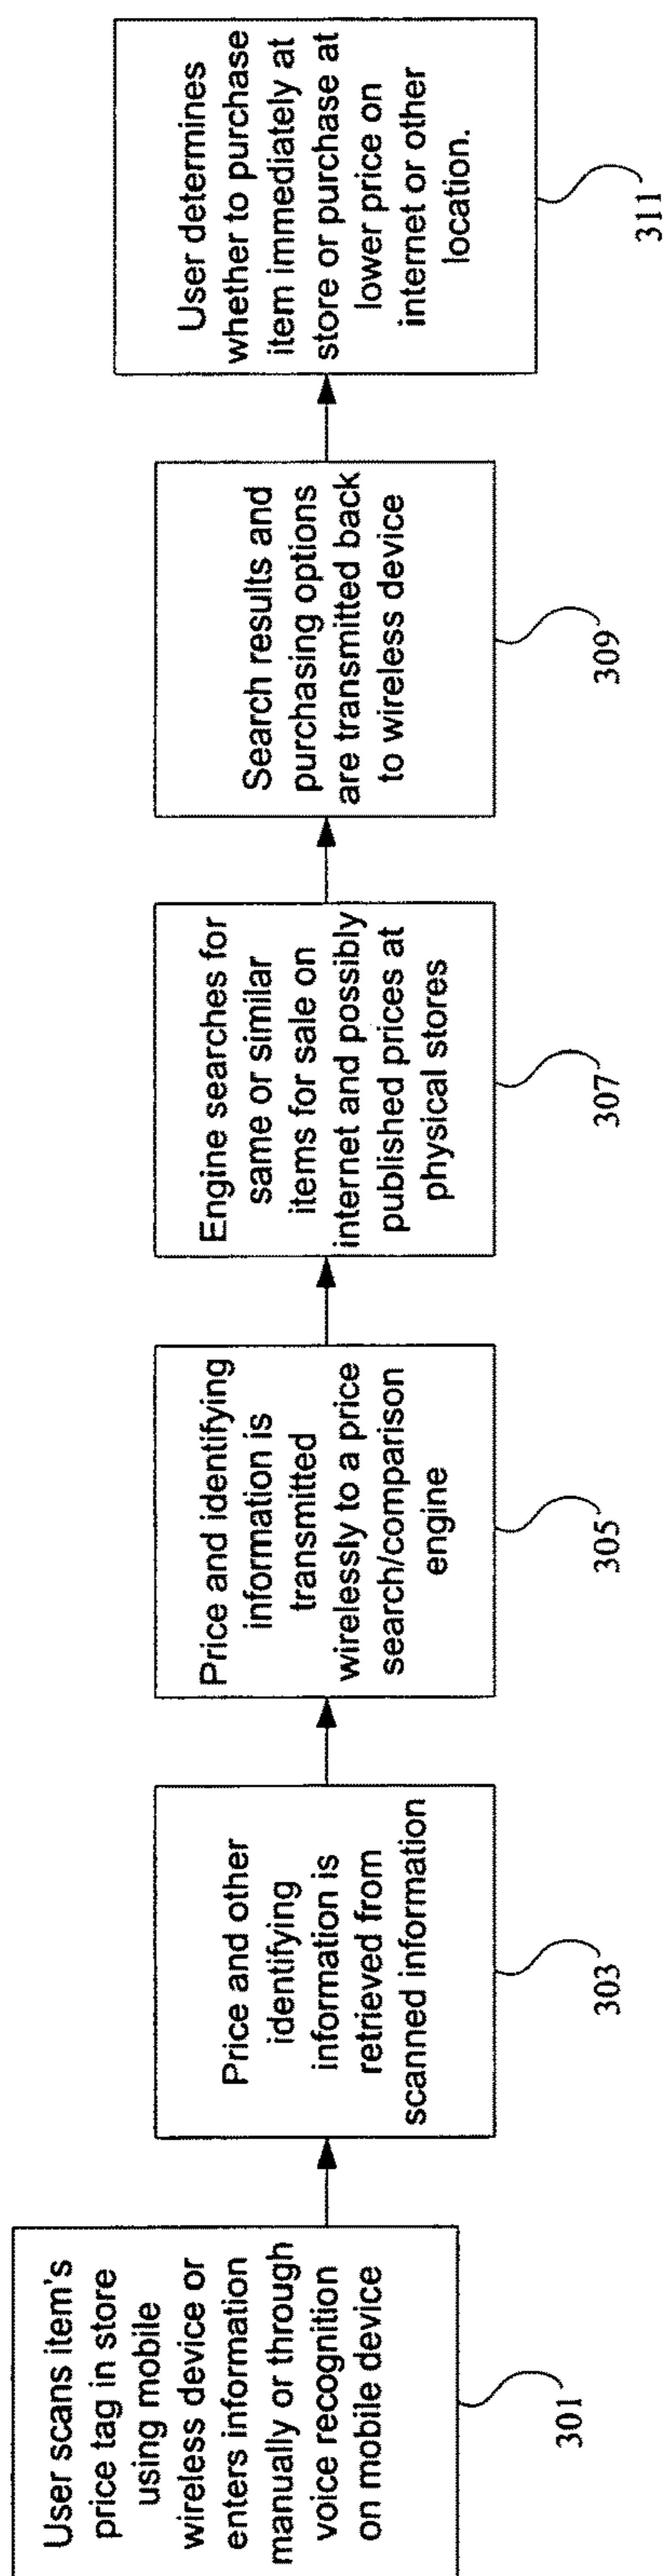 User scans item's
price tag in store
using mobile
wireless device or
enters information
manually or through
voice recognition
on mobile device
301
Price and other
identifying
information is
retrieved from
scanned information
303
Price and identifying
information is
transmitted
wirelessly to a price
search/comparison
engine
305
Engine searches for
same or similar
items for sale on
internet and possibly
published prices at
physical stores
307
Search results and
purchasing options
are transmitted back
to wireless device
309
User determines
whether to purchase
item immediately at
store or purchase at
lower price on
internet or other
location.
311